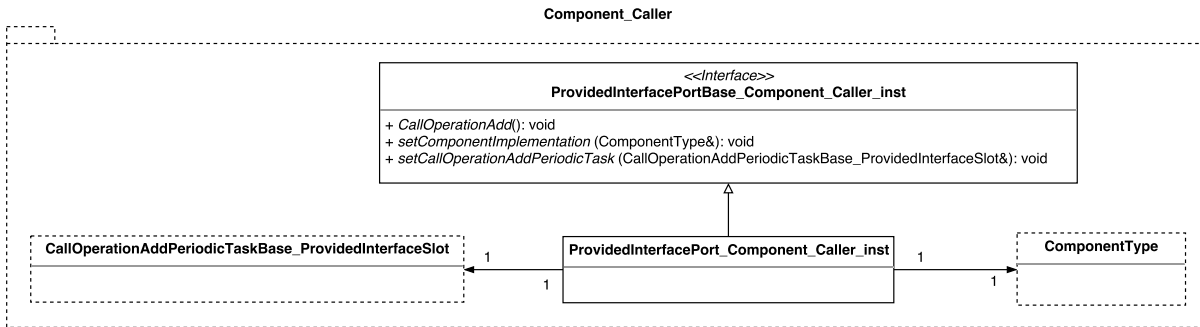 Component_Caller
<<Interface>>
ProvidedInterfacePortBase_Component_Caller_inst
+ CallOperationAdd(): void
+ setComponentImplementation (ComponentType&): void
+ setCallOperationAddPeriodicTask (CallOperationAddPeriodicTaskBase_ProvidedInterfaceSlot&): void
CallOperationAddPeriodicTaskBase_ProvidedInterfaceSlot
1
1
ProvidedInterfacePort_Component_Caller_inst
1
1
ComponentType